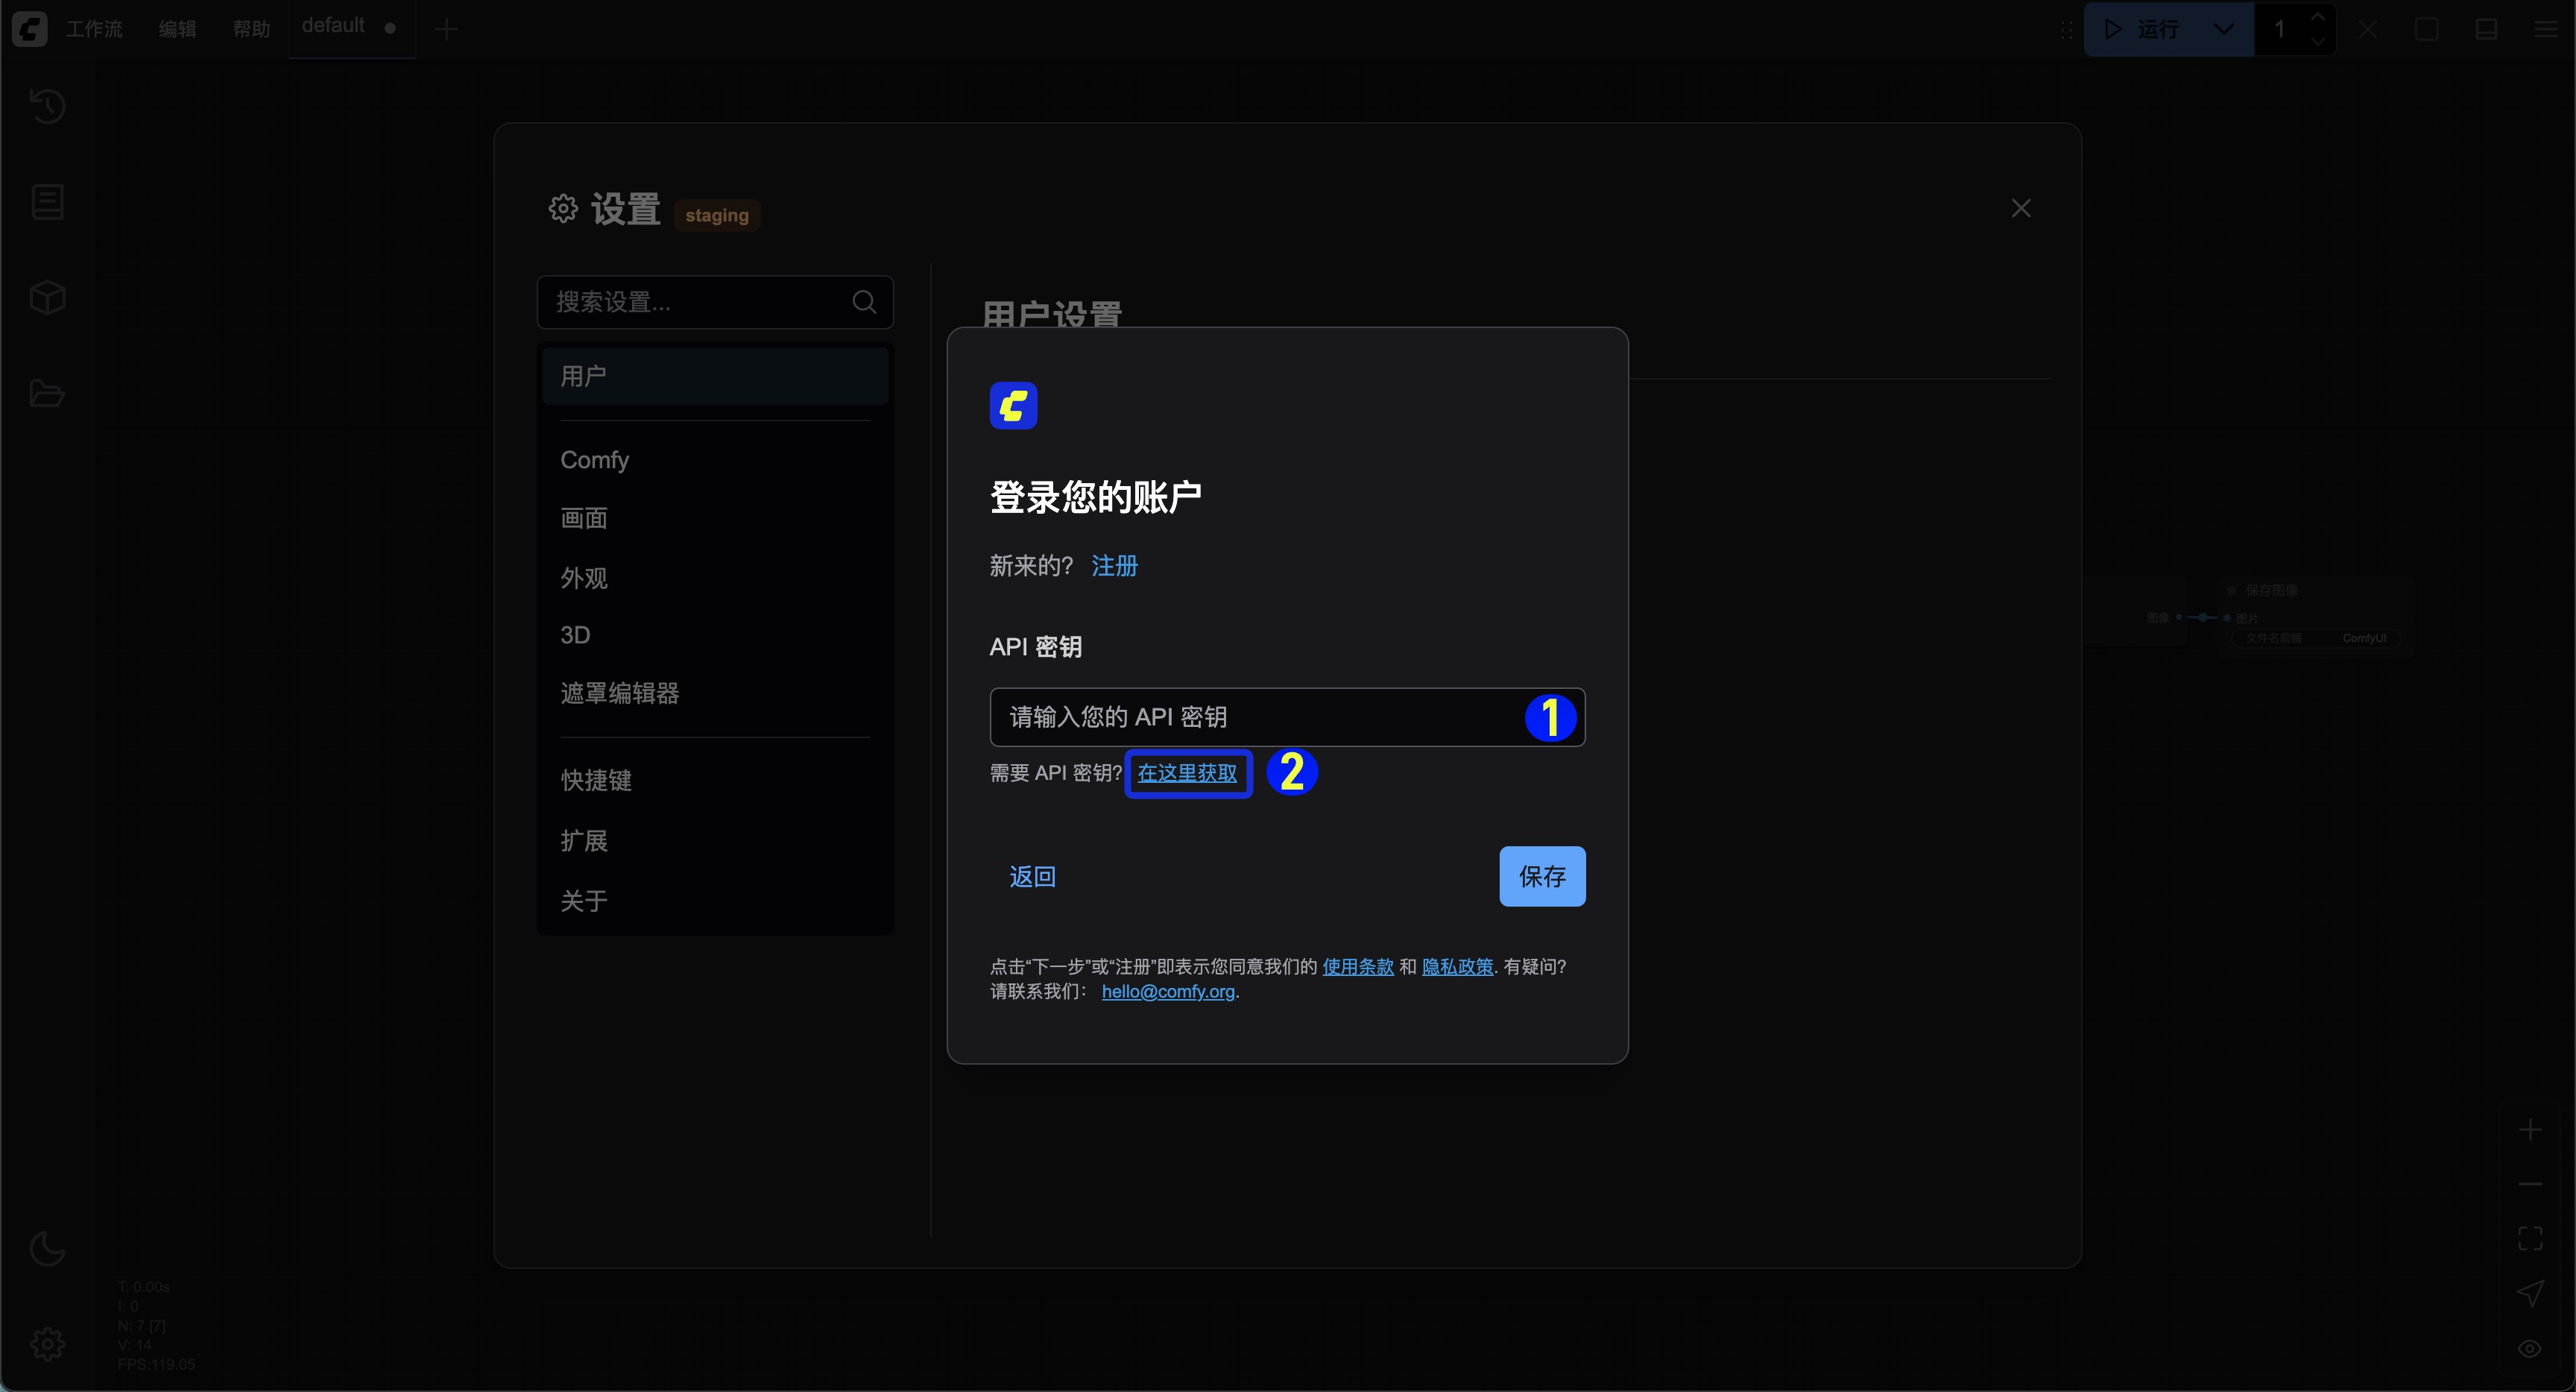 工作流 编辑 帮助 default
运行 1
设置 staging
搜索设置...
用户设置
用户
Comfy
画面
外观
3D
遮罩编辑器
快捷键
扩展
关于
登录您的账户
新来的? 注册
API 密钥
请输入您的 API 密钥 1
需要 API 密钥? 在这里获取 2
返回 保存
点击“下一步”或“注册”即表示您同意我们的 使用条款 和 隐私政策. 有疑问?
请联系我们： hello@comfy.org.
保存图像
图像 图片
文件名前缀 ComfyUI
T: 0.00s
I: 0
N: 7 [7]
V: 14
FPS:119.05